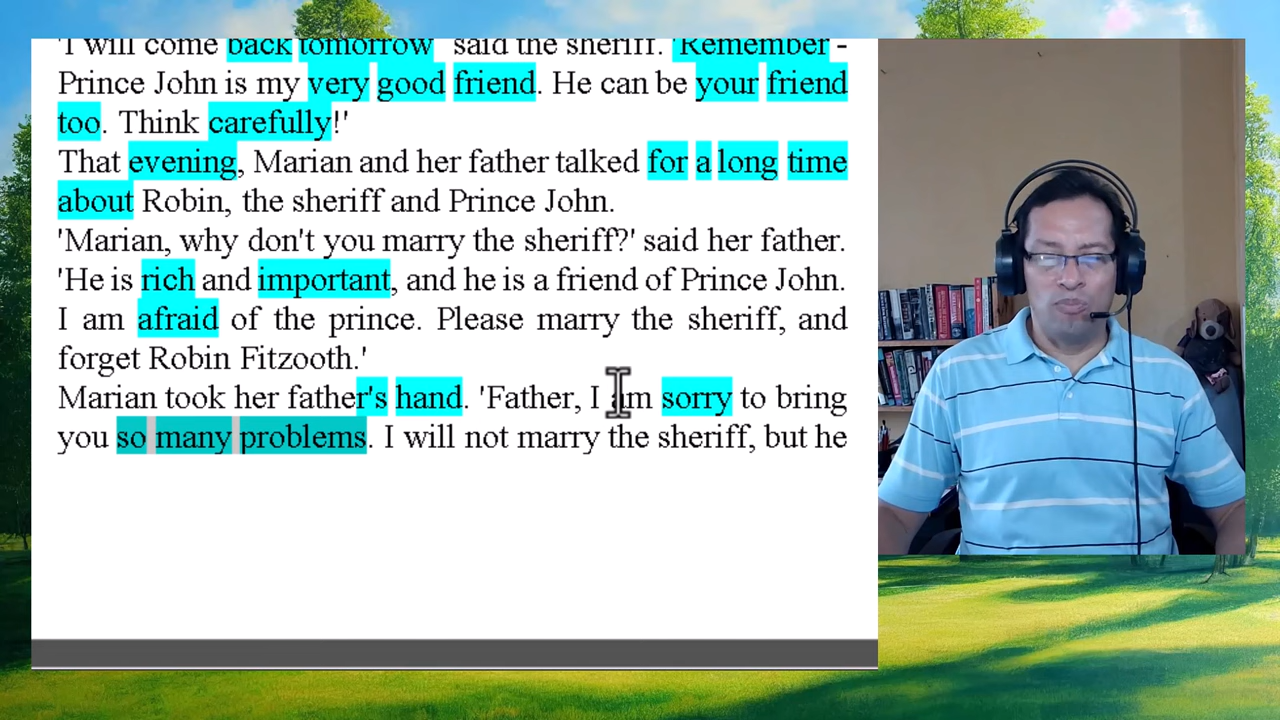 'I will come back tomorrow' said the sheriff. 'Remember -
Prince John is my very good friend. He can be your friend
too. Think carefully!'
That evening, Marian and her father talked for a long time
about Robin, the sheriff and Prince John.
'Marian, why don't you marry the sheriff?' said her father.
'He is rich and important, and he is a friend of Prince John.
I am afraid of the prince. Please marry the sheriff, and
forget Robin Fitzooth.'
Marian took her father's hand. 'Father, I am sorry to bring
you so many problems. I will not marry the sheriff, but he